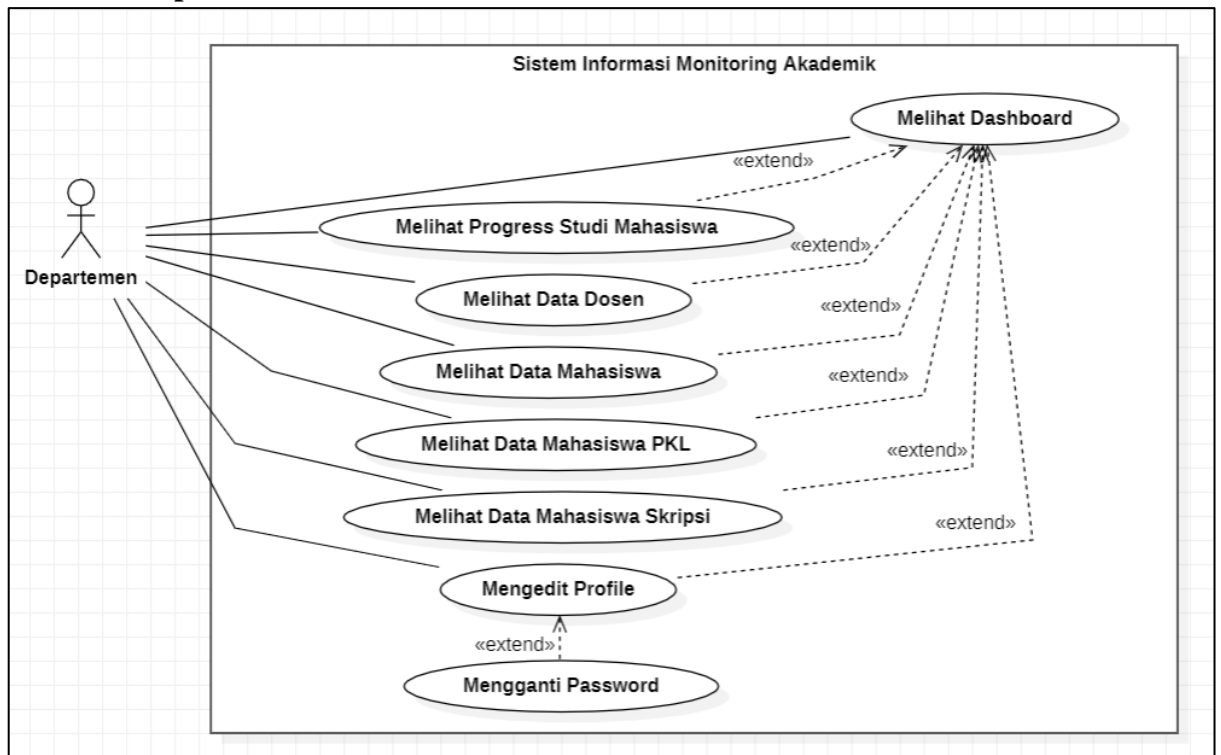 Sistem Informasi Monitoring Akademik
Melihat Dashboard
«extend»
Melihat Progress Studi Mahasiswa
«extend»
Departemen
Melihat Data Dosen
«extend»
Melihat Data Mahasiswa
«extend»
Melihat Data Mahasiswa PKL
«extend»
Melihat Data Mahasiswa Skripsi
«extend»
Mengedit Profile
«extend»
Mengganti Password